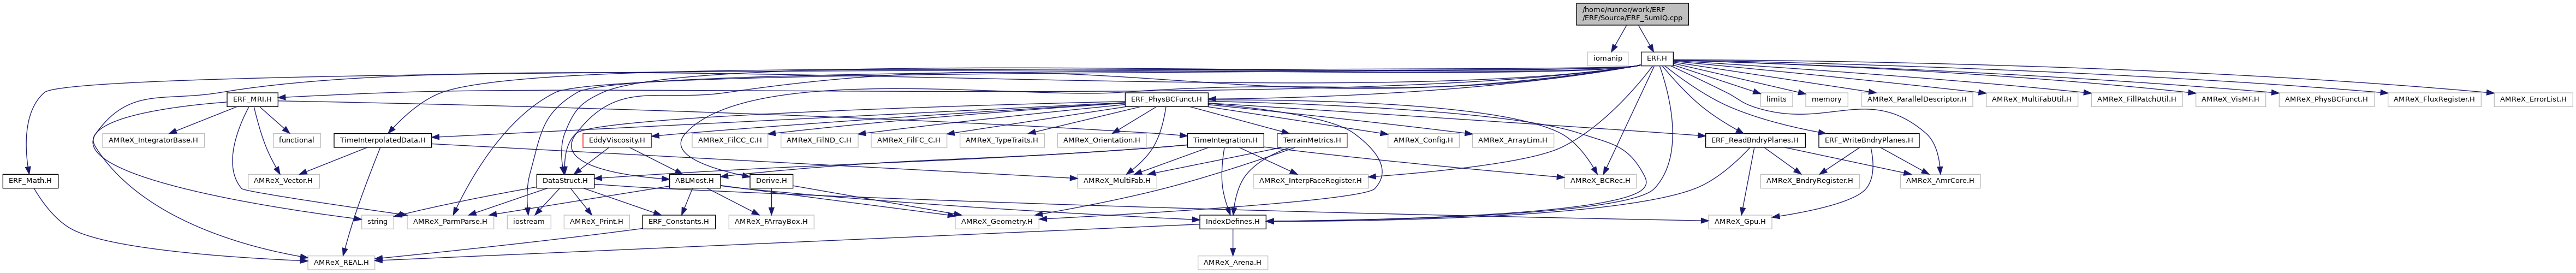 /home/runner/work/ERF
/ERF/Source/ERF_SumIQ.cpp
iomanip
ERF.H
ERF_MRI.H
ERF_PhysBCFunct.H
limits
memory
AMReX_ParallelDescriptor.H
AMReX_MultiFabUtil.H
AMReX_FillPatchUtil.H
AMReX_VisMF.H
AMReX_PhysBCFunct.H
AMReX_FluxRegister.H
AMReX_ErrorList.H
AMReX_IntegratorBase.H
functional
TimeInterpolatedData.H
EddyViscosity.H
AMReX_FilCC_C.H
AMReX_FilND_C.H
AMReX_FilFC_C.H
AMReX_TypeTraits.H
AMReX_Orientation.H
TimeIntegration.H
TerrainMetrics.H
AMReX_Config.H
AMReX_ArrayLim.H
ERF_ReadBndryPlanes.H
ERF_WriteBndryPlanes.H
ERF_Math.H
AMReX_Vector.H
DataStruct.H
ABLMost.H
Derive.H
AMReX_MultiFab.H
AMReX_InterpFaceRegister.H
AMReX_BCRec.H
AMReX_BndryRegister.H
AMReX_AmrCore.H
string
AMReX_ParmParse.H
iostream
AMReX_Print.H
ERF_Constants.H
AMReX_FArrayBox.H
AMReX_Geometry.H
IndexDefines.H
AMReX_Gpu.H
AMReX_REAL.H
AMReX_Arena.H